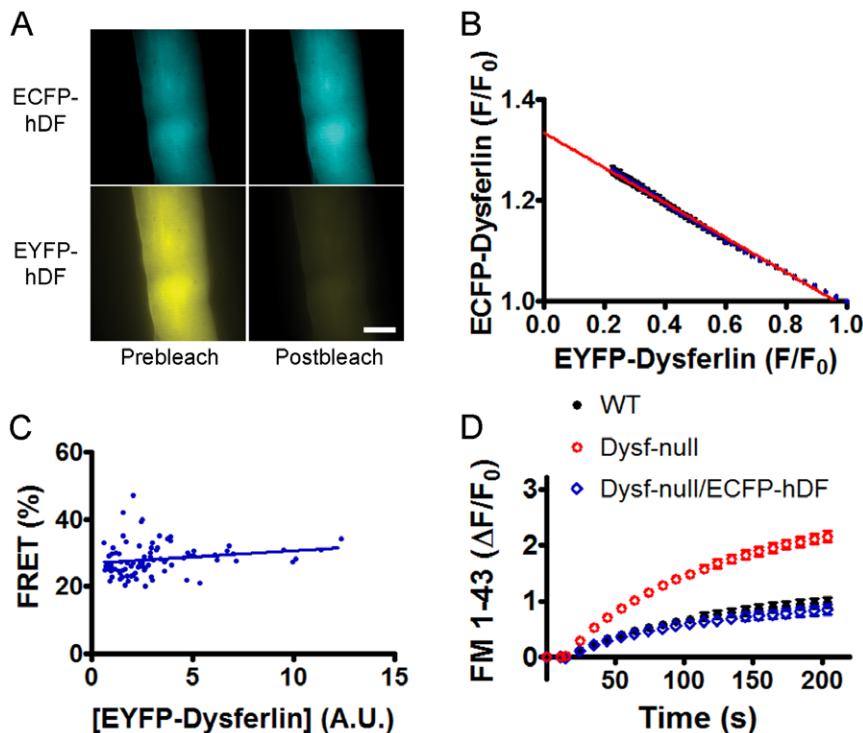 A
ECFP-
hDF
EYFP-
hDF
Prebleach
Postbleach
B
ECFP-Dysferlin (F/F₀)
1.4
1.2
1.0
0.0 0.2 0.4 0.6 0.8 1.0
EYFP-Dysferlin (F/F₀)
C
FRET (%)
60
40
20
0
0 5 10 15
[EYFP-Dysferlin] (A.U.)
WT
Dysf-null
Dysf-null/ECFP-hDF
D
FM 1-43 (ΔF/F₀)
3
2
1
0
50 100 150 200
Time (s)